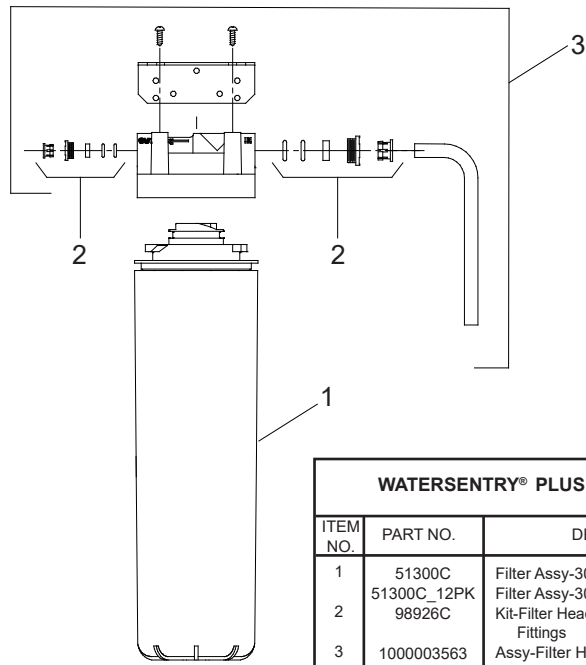 3
2
2
1
WATERSENTRY® PLUS
ITEM NO. PART NO.
1 51300C Filter Assy-30
51300C_12PK Filter Assy-30
2 98926C Kit-Filter Hea
Fittings
3 1000003563 Assy-Filter H